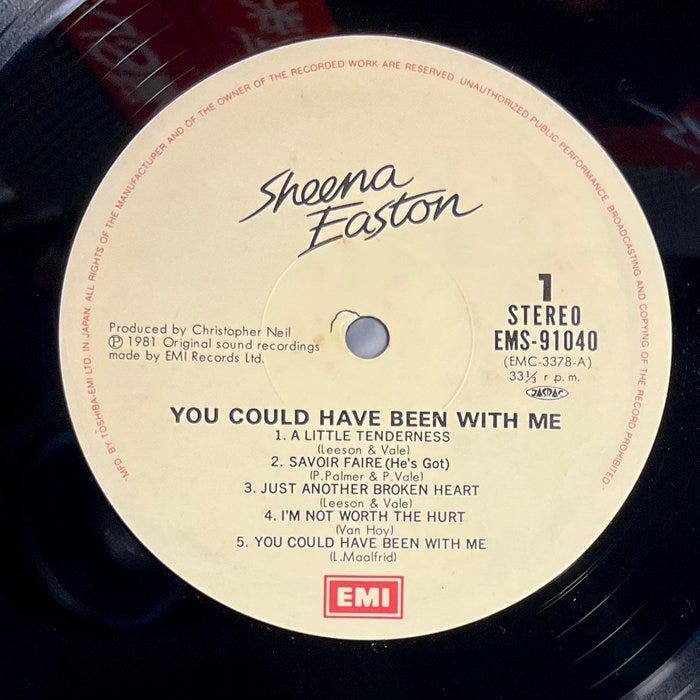 MFD. BY TOSHIBA-EMI LTD. IN JAPAN. ALL RIGHTS OF THE MANUFACTURER AND OF THE OWNER OF THE RECORDED WORK ARE RESERVED. UNAUTHORIZED PUBLIC PERFORMANCE, BROADCASTING AND COPYING OF THE RECORD PROHIBITED.
Sheena
Easton
1
STEREO
EMS-91040
(EMC-3378-A)
33⅓ r.p.m.
JASRAC
Produced by Christopher Neil
Ⓟ 1981 Original sound recordings
made by EMI Records Ltd.
YOU COULD HAVE BEEN WITH ME
1. A LITTLE TENDERNESS
(Leeson & Vale)
2. SAVOIR FAIRE (He's Got)
(P.Palmer & P.Vale)
3. JUST ANOTHER BROKEN HEART
(Leeson & Vale)
4. I'M NOT WORTH THE HURT
(Van Hoy)
5. YOU COULD HAVE BEEN WITH ME
(L.Maalfrid)
EMI